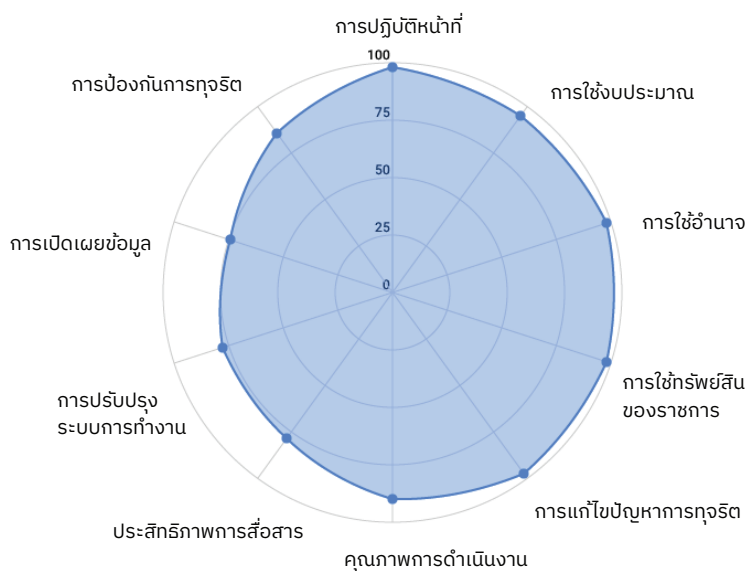 การปฏิบัติหน้าที่
100
การป้องกันการทุจริต
การใช้งบประมาณ
75
50
การใช้อำนาจ
25
การเปิดเผยข้อมูล
0
การใช้ทรัพย์สิน
ของราชการ
การปรับปรุง
ระบบการทำงาน
การแก้ไขปัญหาการทุจริต
ประสิทธิภาพการสื่อสาร
คุณภาพการดำเนินงาน